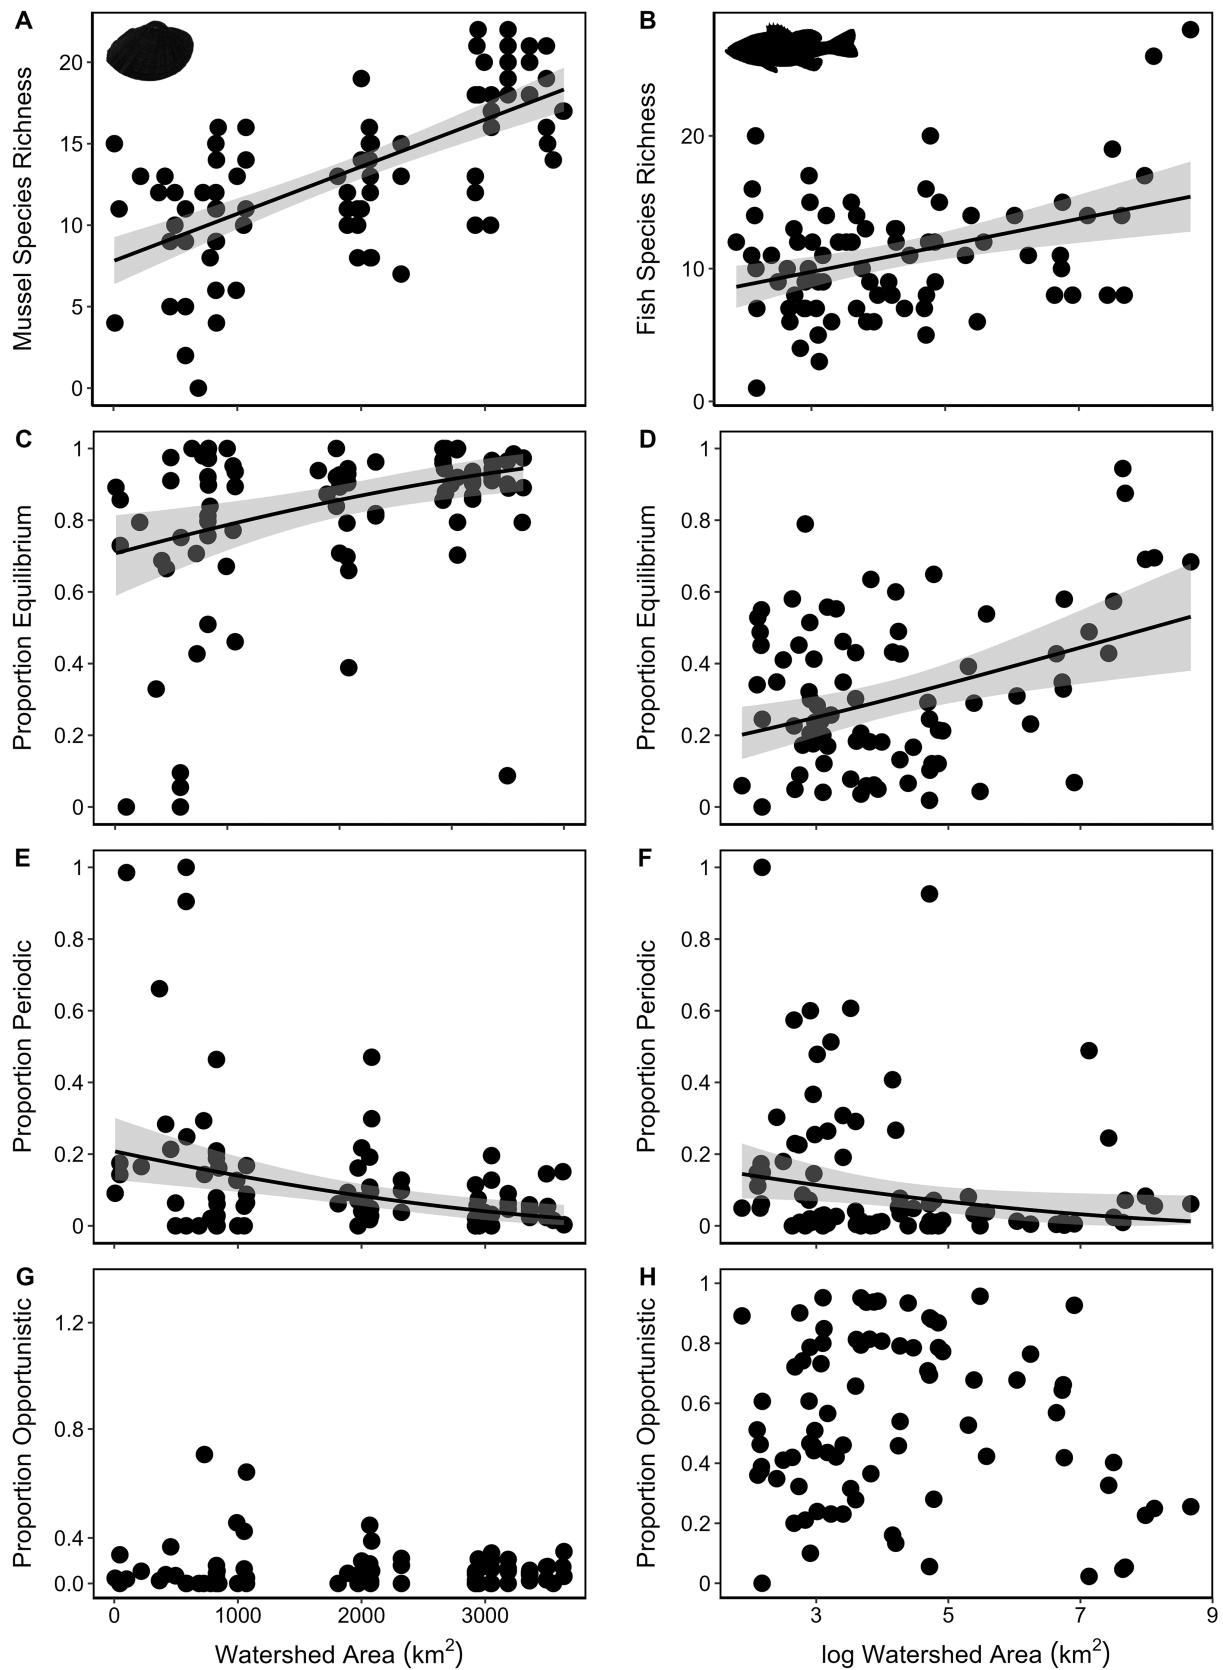 A
Mussel Species Richness
20
15
10
5
0
B
Fish Species Richness
20
10
0
C
Proportion Equilibrium
1
0.8
0.6
0.4
0.2
0
D
Proportion Equilibrium
1
0.8
0.6
0.4
0.2
0
E
Proportion Periodic
1
0.8
0.6
0.4
0.2
0
F
Proportion Periodic
1
0.8
0.6
0.4
0.2
0
G
Proportion Opportunistic
1.2
0.8
0.4
0.0
0 1000 2000 3000
Watershed Area (km²)
H
Proportion Opportunistic
1
0.8
0.6
0.4
0.2
0
3 5 7 9
log Watershed Area (km²)